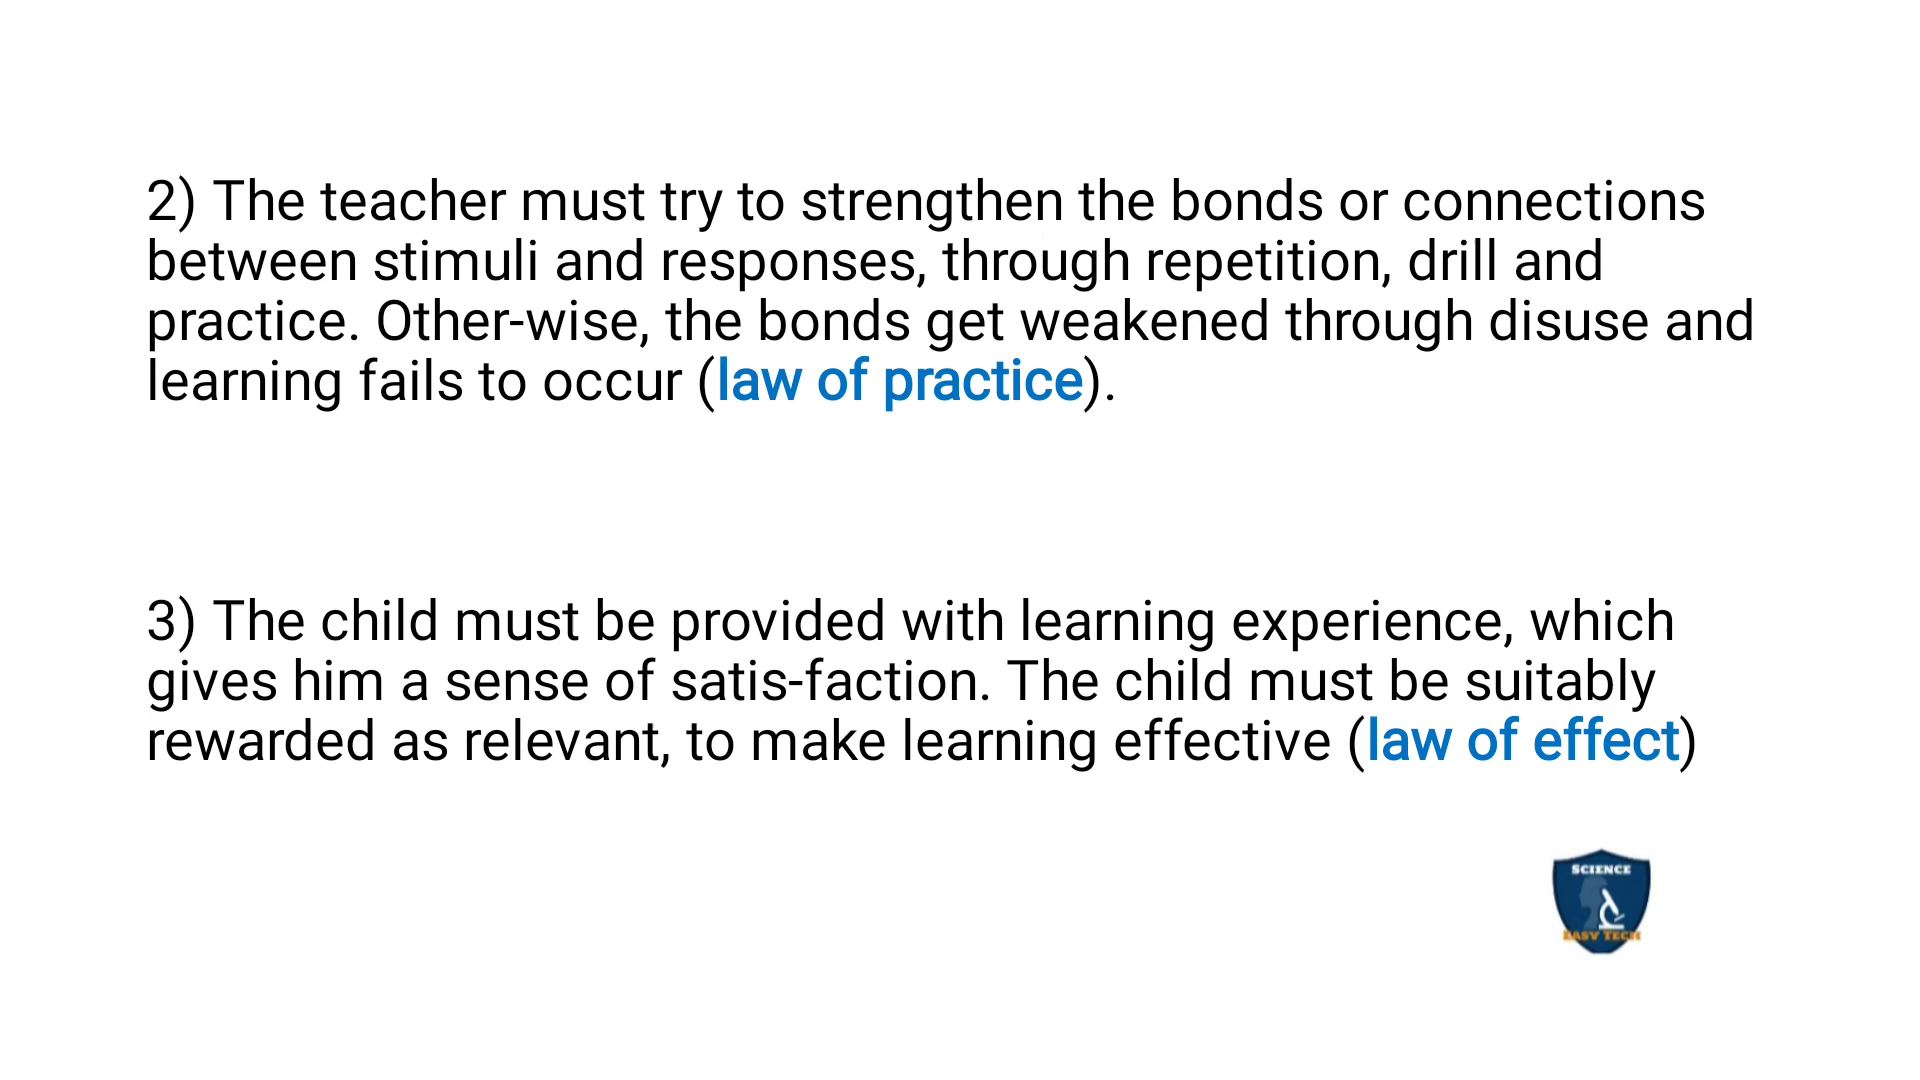 2) The teacher must try to strengthen the bonds or connections
between stimuli and responses, through repetition, drill and
practice. Other-wise, the bonds get weakened through disuse and
learning fails to occur (law of practice).
3) The child must be provided with learning experience, which
gives him a sense of satis-faction. The child must be suitably
rewarded as relevant, to make learning effective (law of effect)
SCIENCE
EASY TECH